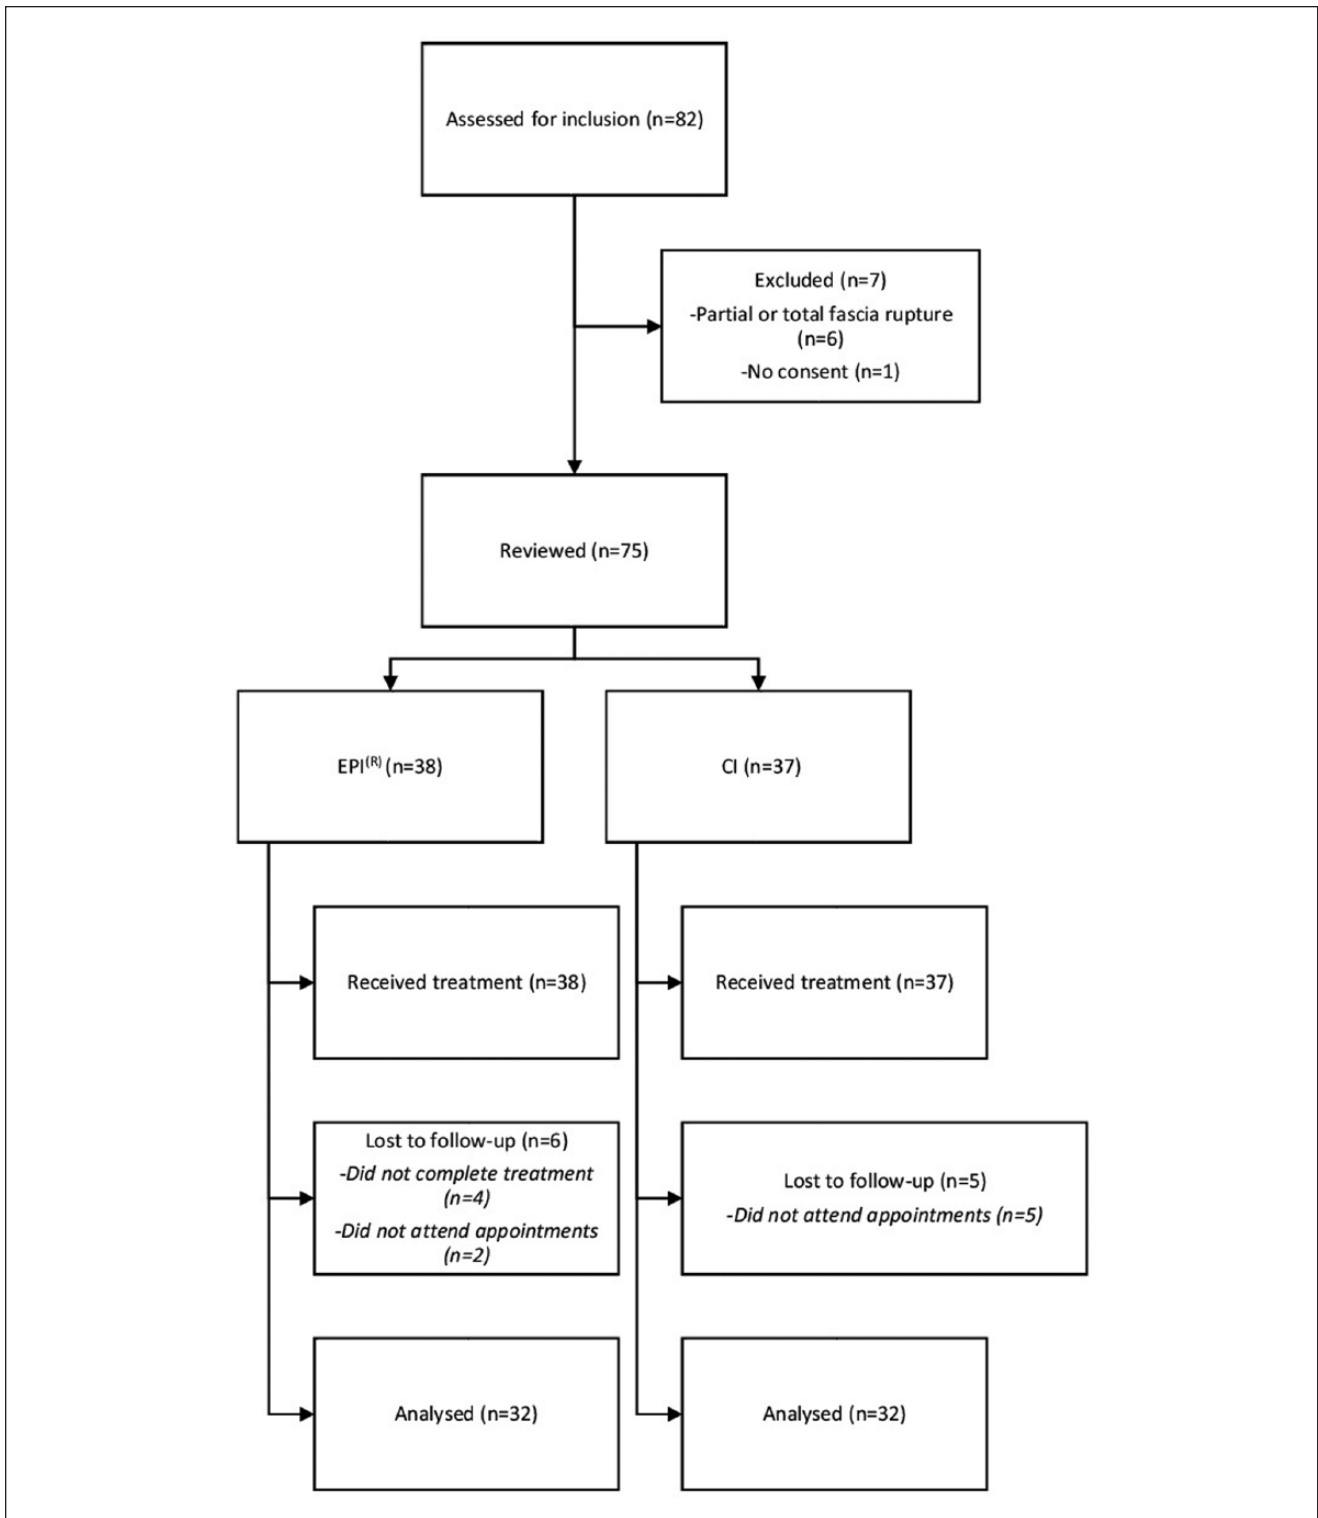 Assessed for inclusion (n=82)
Excluded (n=7)
-Partial or total fascia rupture
(n=6)
-No consent (n=1)
Reviewed (n=75)
EPI(R) (n=38)
CI (n=37)
Received treatment (n=38)
Received treatment (n=37)
Lost to follow-up (n=6)
-Did not complete treatment
(n=4)
-Did not attend appointments
(n=2)
Lost to follow-up (n=5)
-Did not attend appointments (n=5)
Analysed (n=32)
Analysed (n=32)